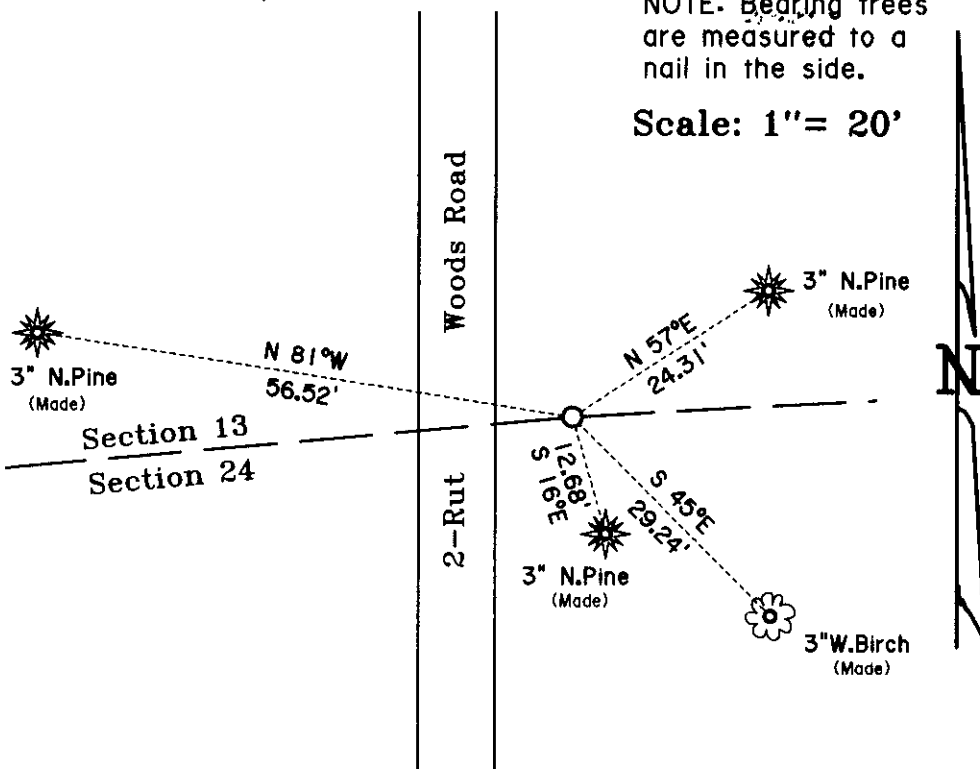 NOTE: Bearing trees
are measured to a
nail in the side.
Scale: 1"= 20'
Woods Road
2-Rut
3" N.Pine
(Made)
N 57°E
24.31'
N
N 81°W
56.52'
3" N.Pine
(Made)
Section 13
Section 24
12.68'
S 16°E
3" N.Pine
(Made)
S 45°E
29.24'
3"W.Birch
(Made)